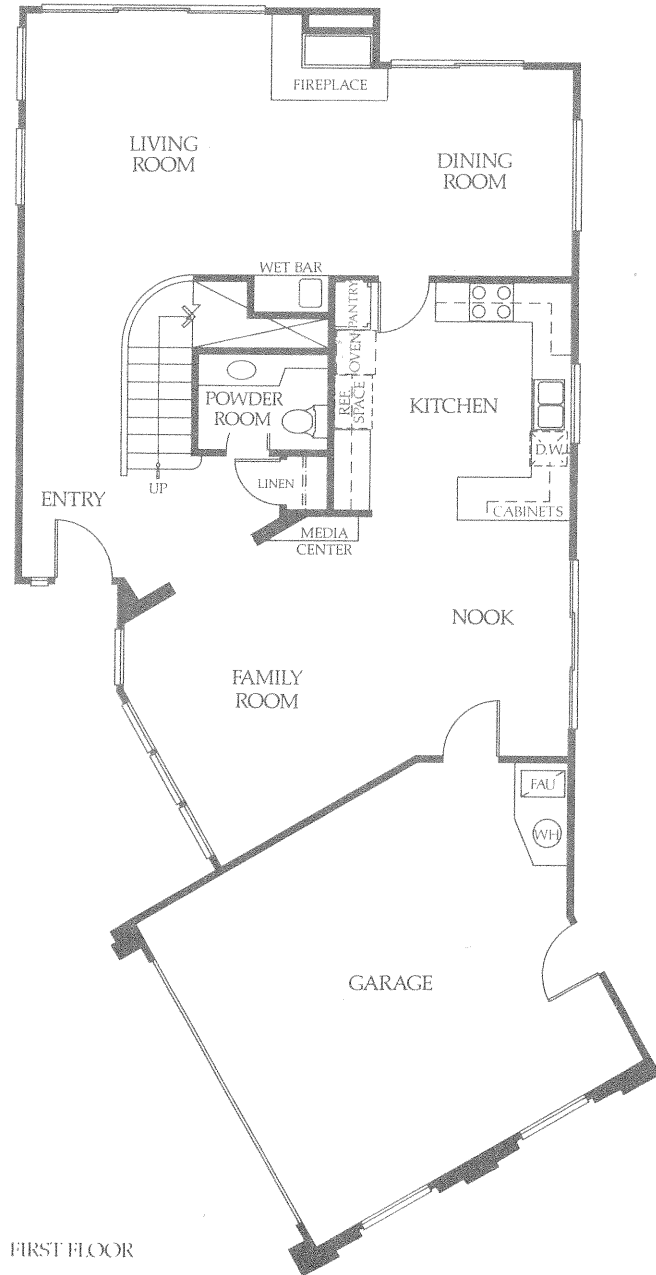 FIREPLACE
LIVING
ROOM
DINING
ROOM
WET BAR
PANTRY
OVEN
REF.
SPACE
KITCHEN
POWDER
ROOM
D.W.
LINEN
UP
ENTRY
CABINETS
MEDIA
CENTER
NOOK
FAMILY
ROOM
FAU
WH
GARAGE
FIRST FLOOR